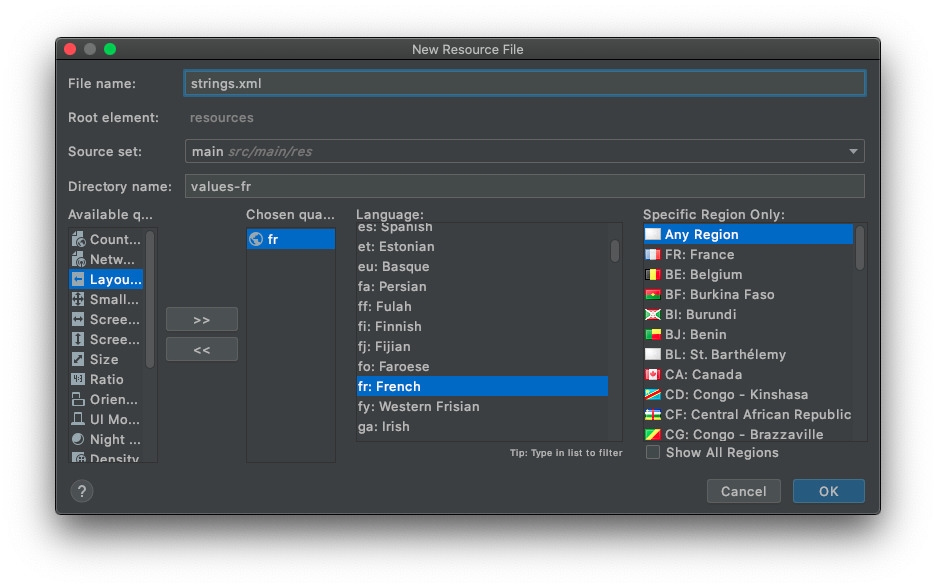 New Resource File
File name:
strings.xml
Root element:
resources
Source set:
main src/main/res
Directory name:
values-fr
Available q...
Chosen qua...
Language:
Specific Region Only:
Count...
Netw...
Layou...
Small...
Scree...
Scree...
Size
Ratio
Orien...
UI Mo...
Night ...
Density
>>
<<
fr
es: Spanish
et: Estonian
eu: Basque
fa: Persian
ff: Fulah
fi: Finnish
fj: Fijian
fo: Faroese
fr: French
fy: Western Frisian
ga: Irish
Tip: Type in list to filter
Any Region
FR: France
BE: Belgium
BF: Burkina Faso
BI: Burundi
BJ: Benin
BL: St. Barthélemy
CA: Canada
CD: Congo - Kinshasa
CF: Central African Republic
CG: Congo - Brazzaville
Show All Regions
?
Cancel
OK